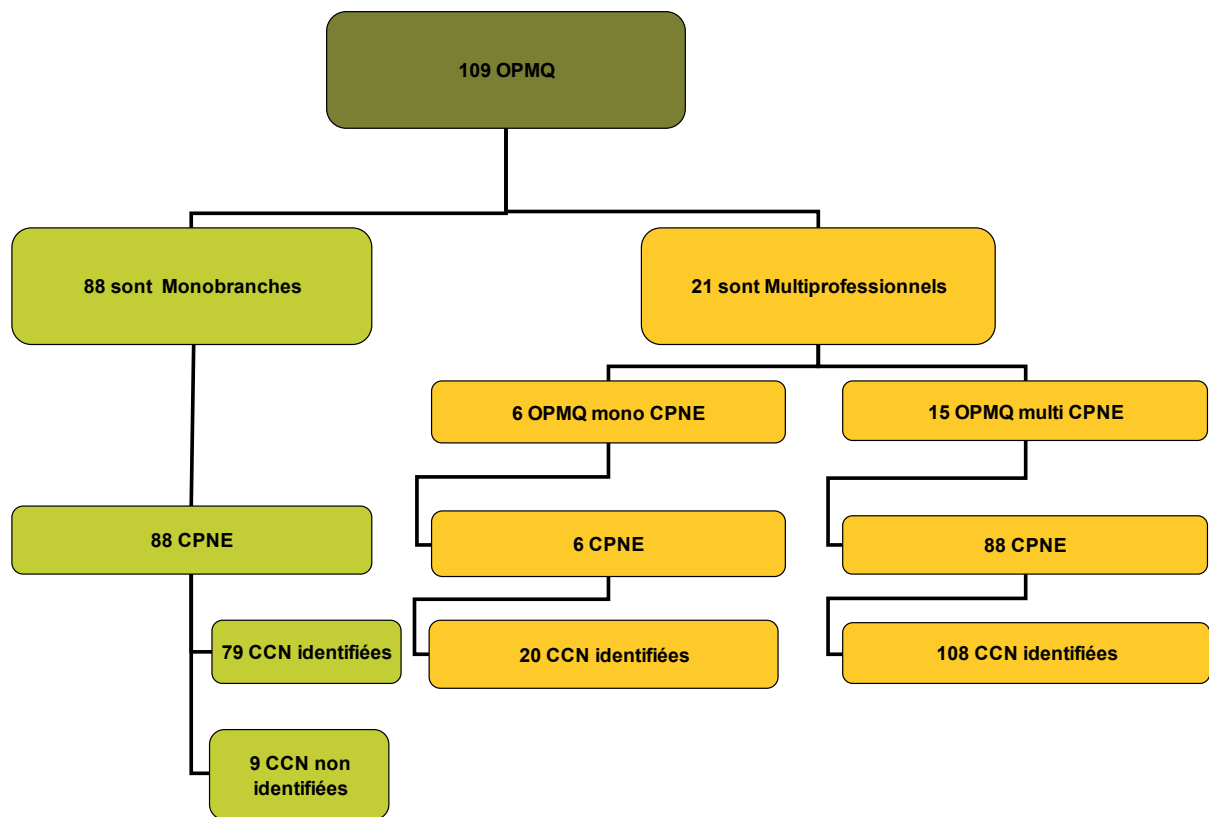 109 OPMQ
88 sont Monobranches
21 sont Multiprofessionnels
6 OPMQ mono CPNE
15 OPMQ multi CPNE
88 CPNE
6 CPNE
88 CPNE
79 CCN identifiées
20 CCN identifiées
108 CCN identifiées
9 CCN non
identifiées